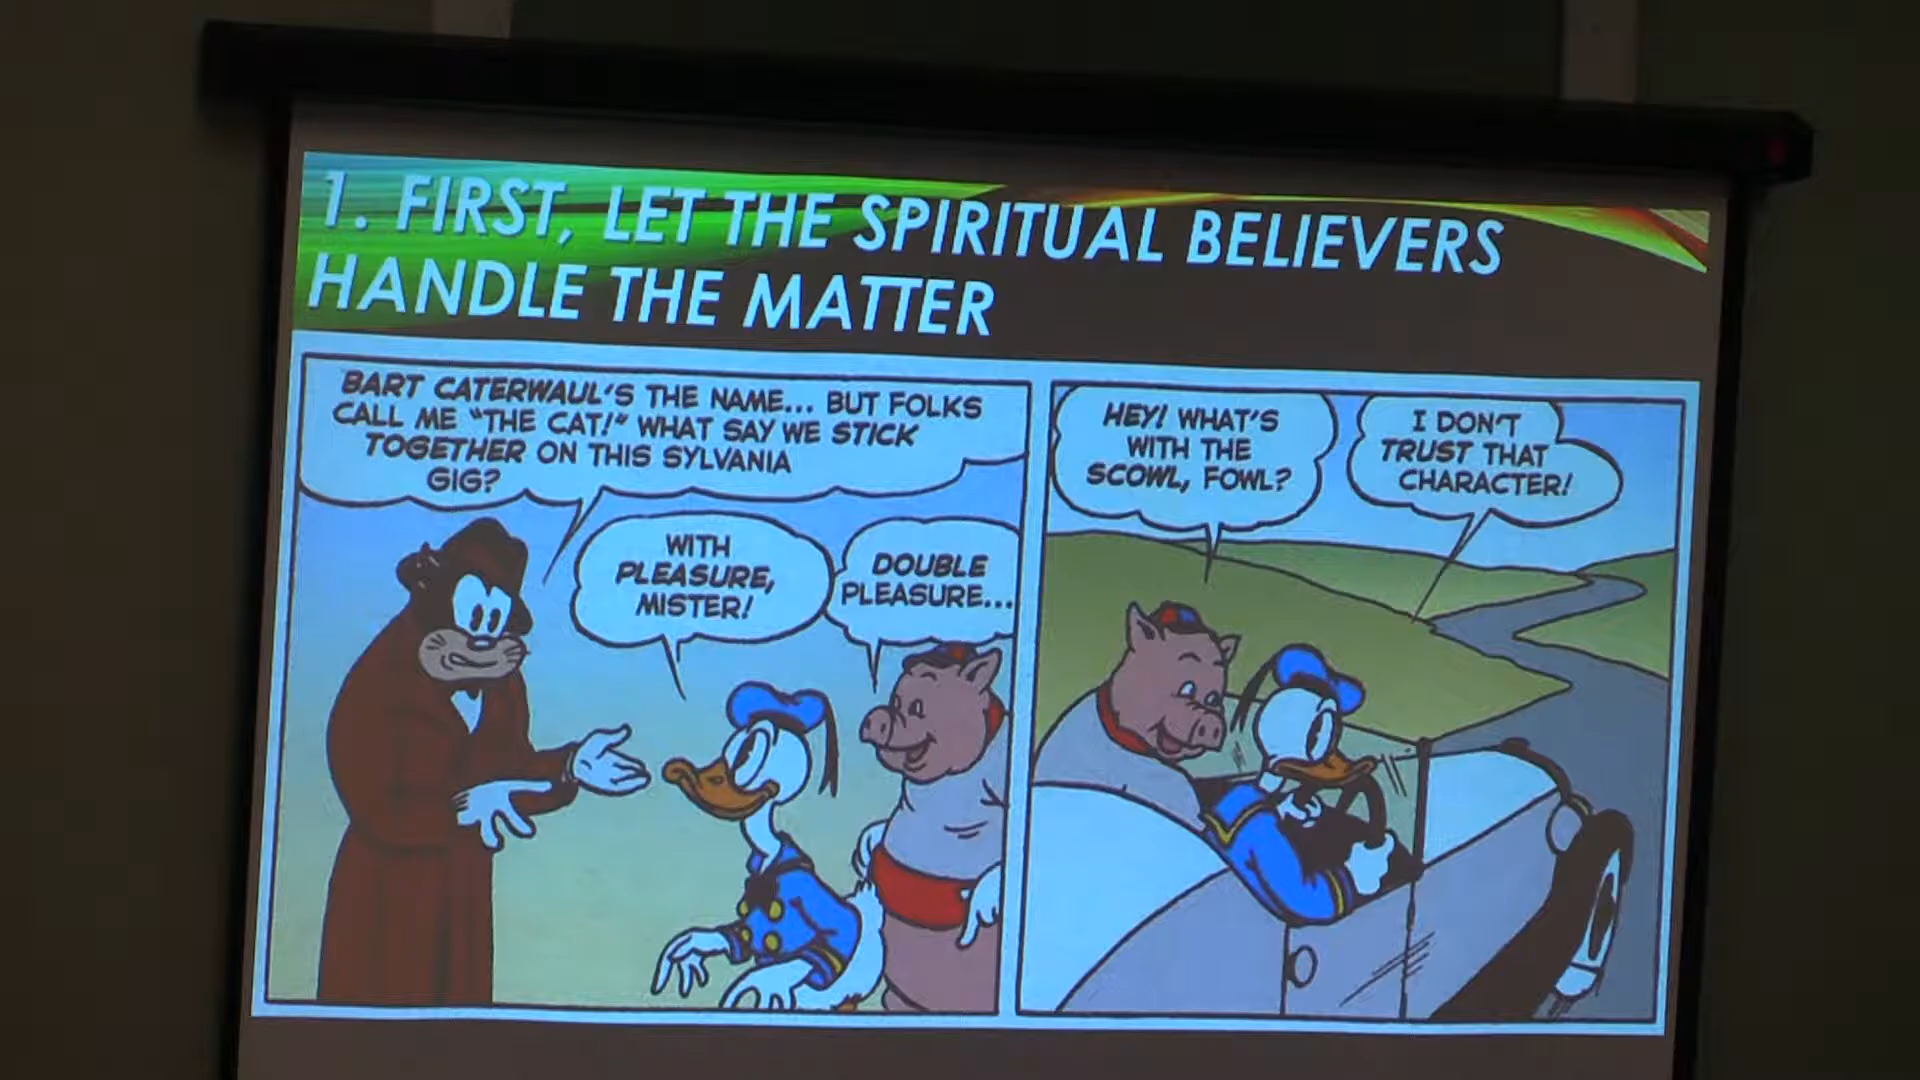 1. FIRST, LET THE SPIRITUAL BELIEVERS
HANDLE THE MATTER
BART CATERWAUL'S THE NAME... BUT FOLKS
CALL ME "THE CAT!" WHAT SAY WE STICK
TOGETHER ON THIS SYLVANIA
GIG?
WITH
PLEASURE,
MISTER!
DOUBLE
PLEASURE...
HEY! WHAT'S
WITH THE
SCOWL, FOWL?
I DON'T
TRUST THAT
CHARACTER!